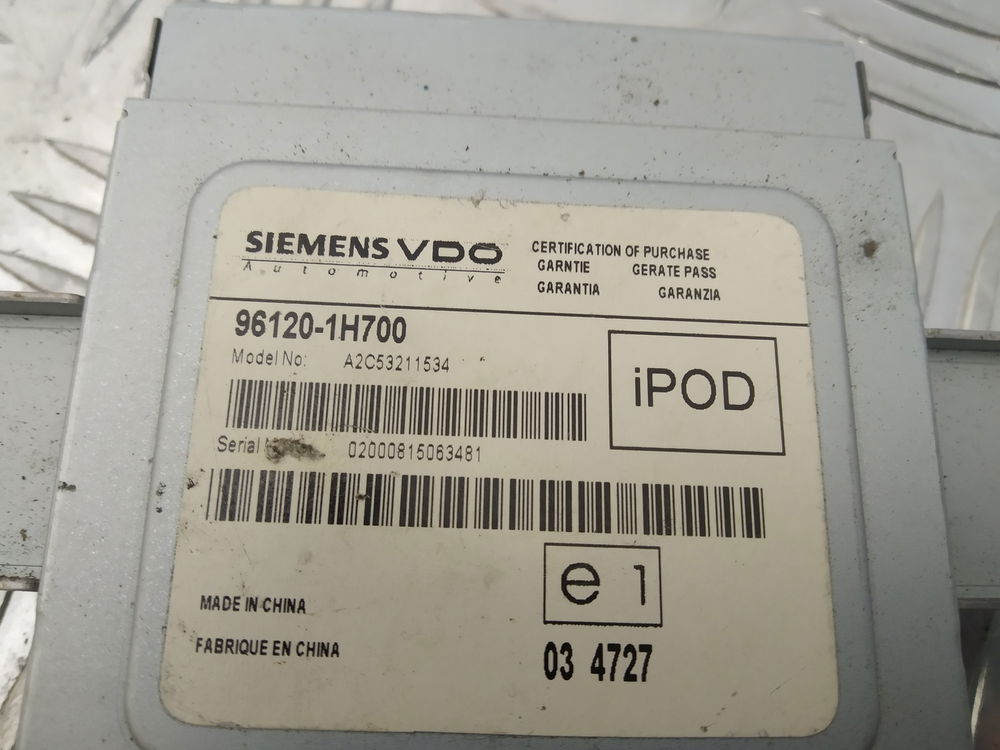 SIEMENS VDO
Automotive
CERTIFICATION OF PURCHASE
GARNTIE GERATE PASS
GARANTIA GARANZIA
96120-1H700
Model No: A2C53211534
iPOD
Serial 02000815063481
e1
MADE IN CHINA
FABRIQUE EN CHINA
03 4727